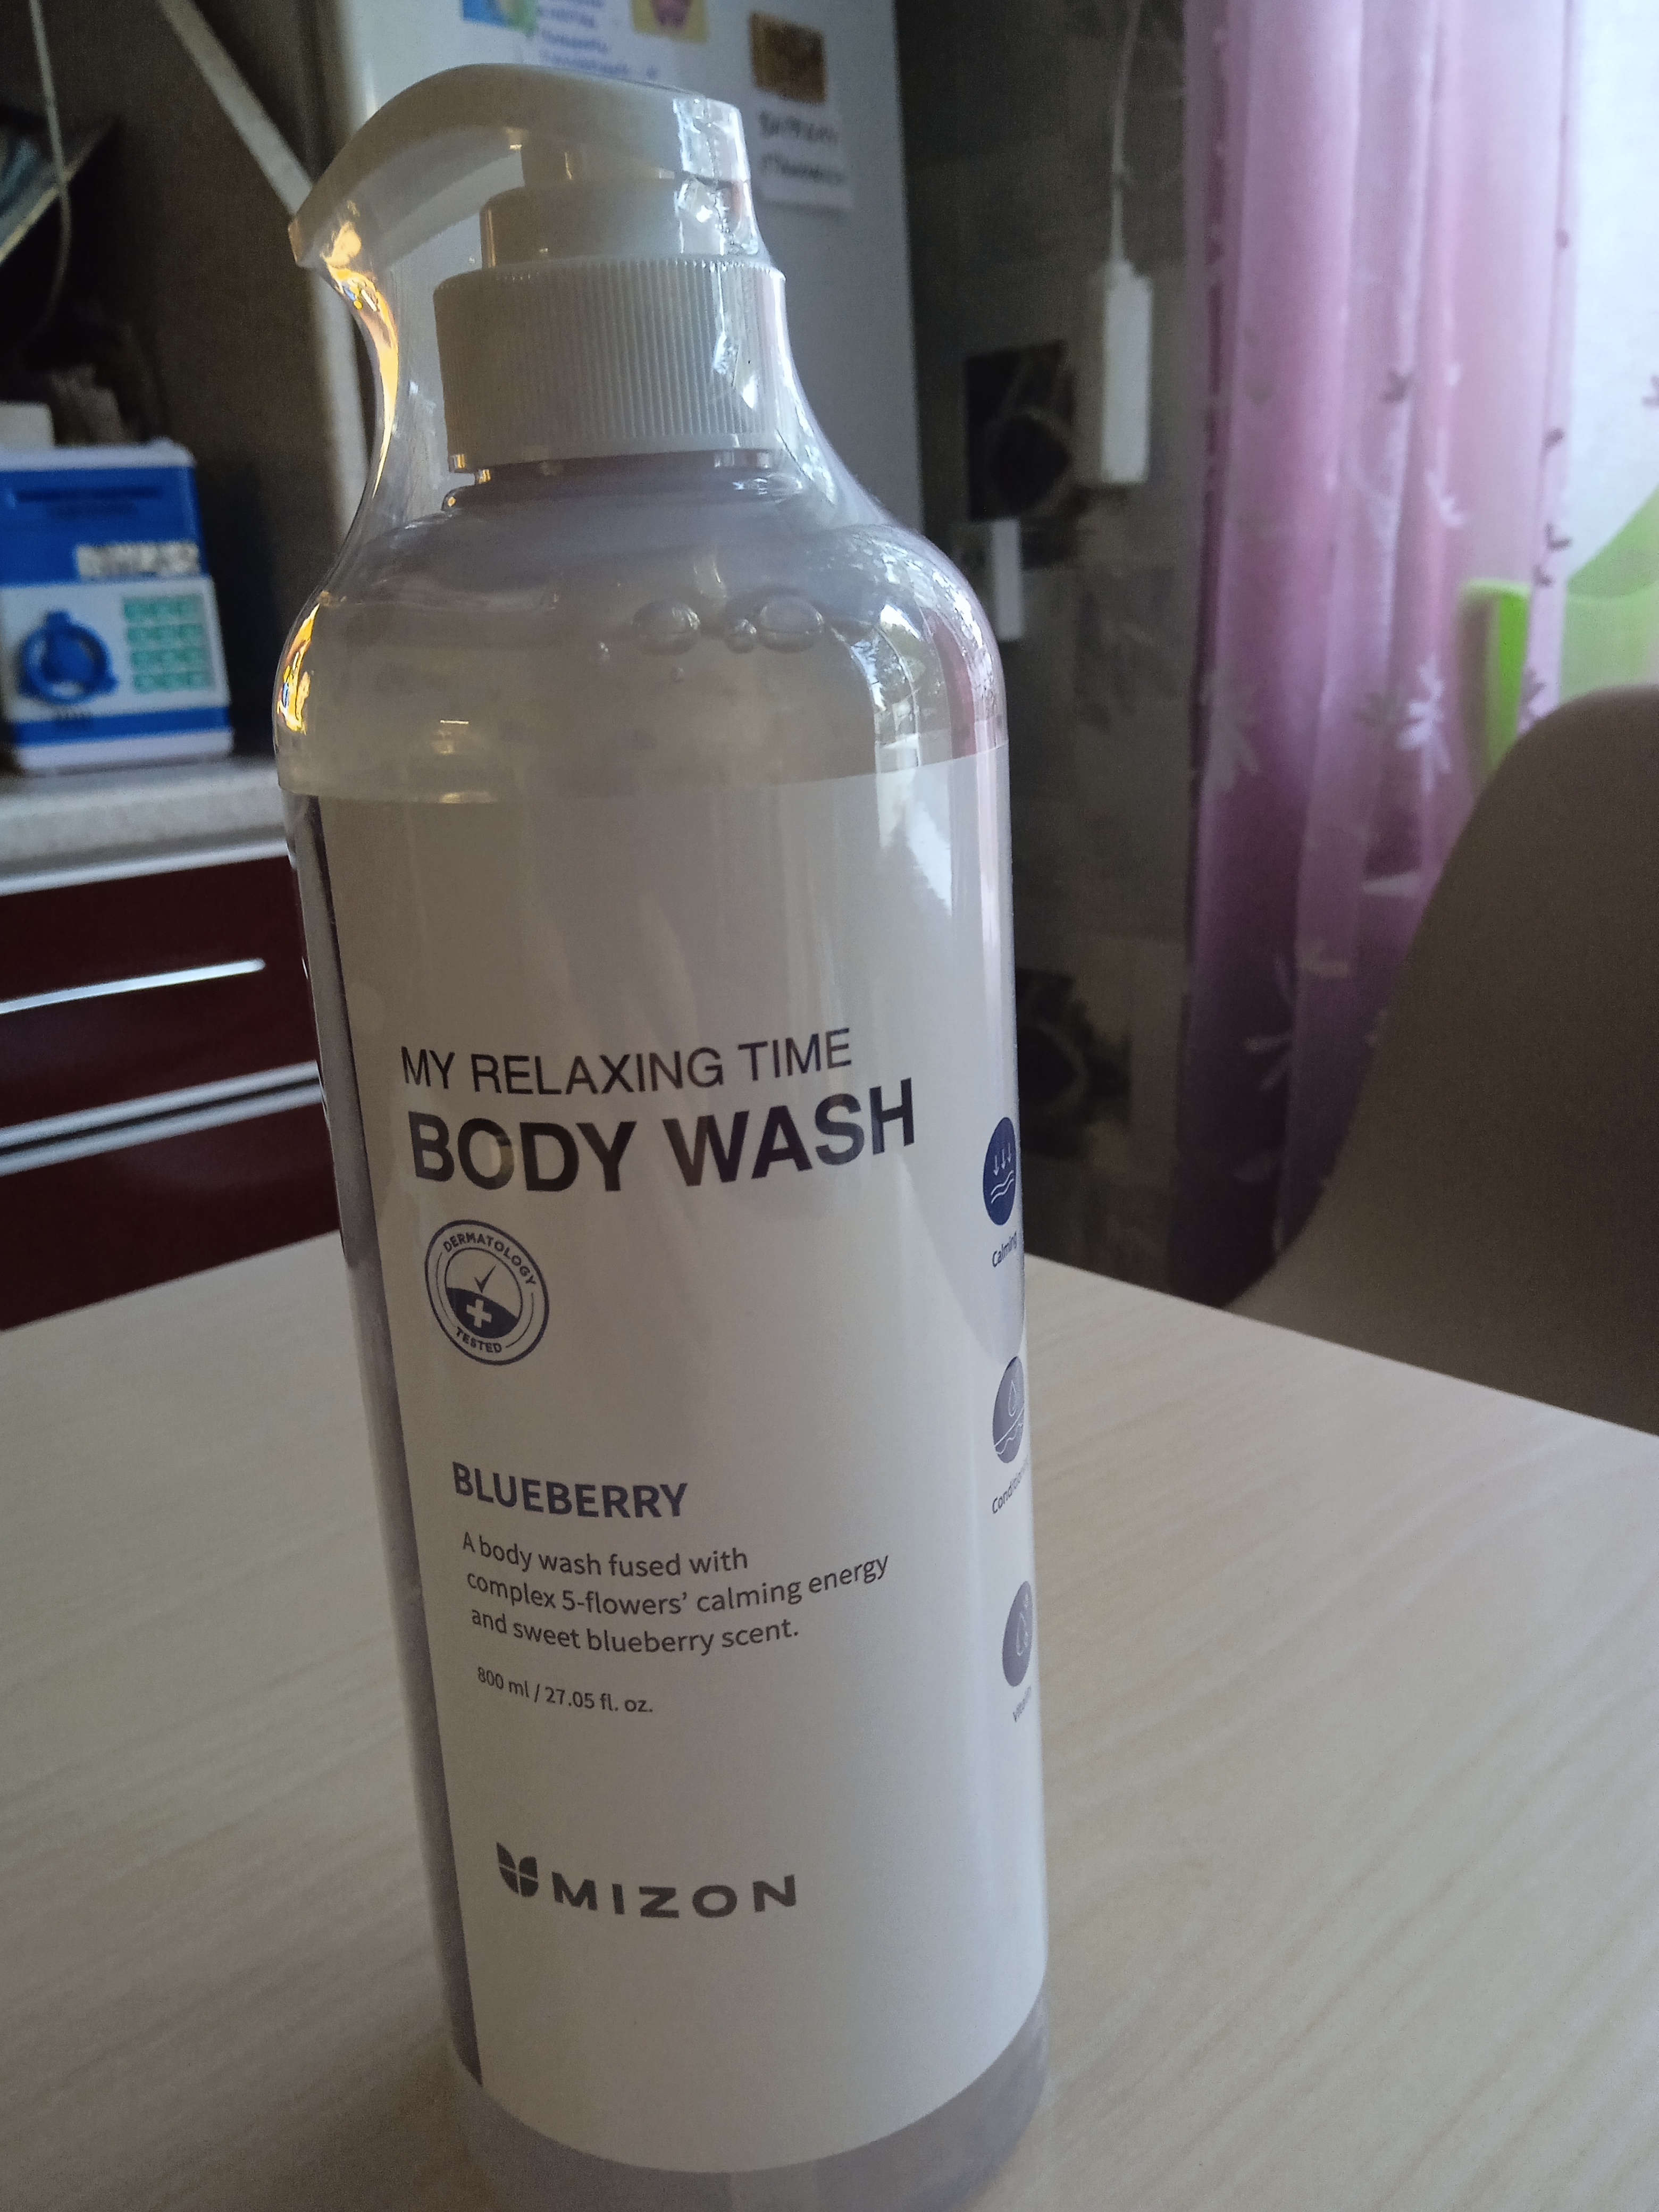 MY RELAXING TIME
BODY WASH
DERMATOLOGY
TESTED
BLUEBERRY
A body wash fused with
complex 5-flowers' calming energy
and sweet blueberry scent.
800 ml / 27.05 fl. oz.
MIZON
Calming